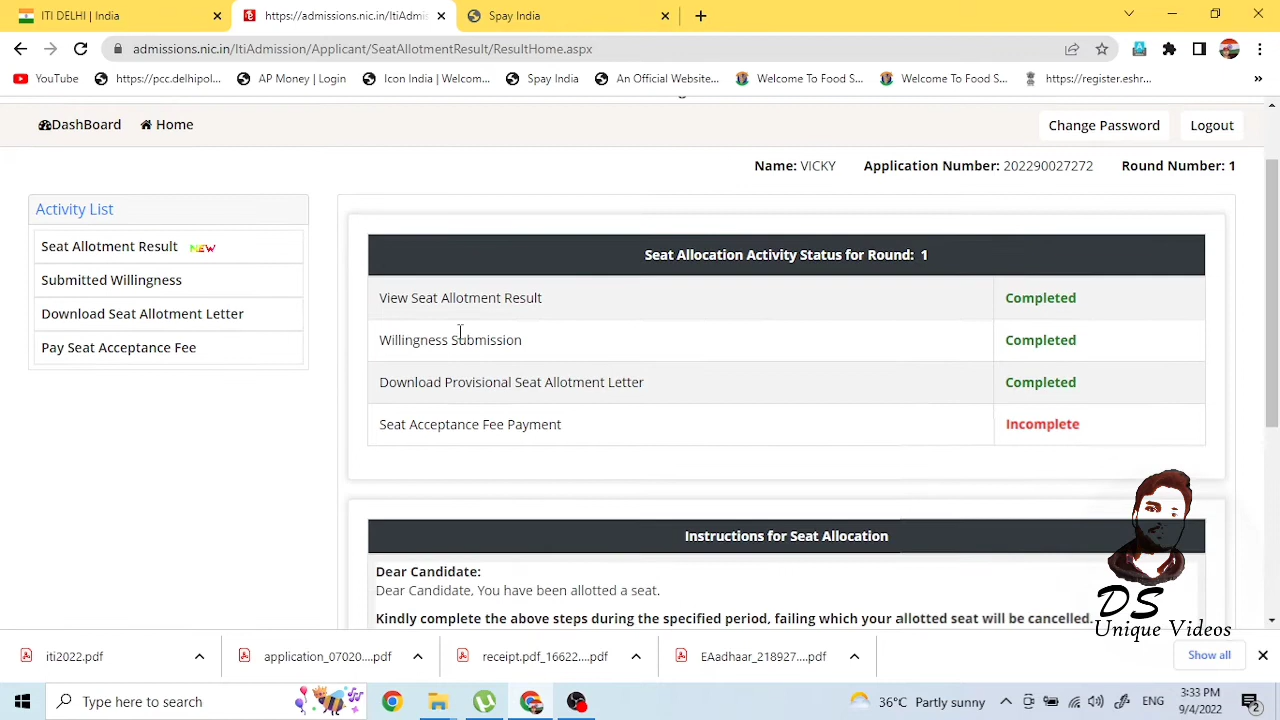 ITI DELHI | India
https://admissions.nic.in/ItiAdmis
Spay India
admissions.nic.in/ItiAdmission/Applicant/SeatAllotmentResult/ResultHome.aspx
YouTube
https://pcc.delhipol...
AP Money | Login
Icon India | Welcom...
Spay India
An Official Website...
Welcome To Food S...
Welcome To Food S...
https://register.eshr...
DashBoard
Home
Change Password
Logout
Name: VICKY
Application Number: 202290027272
Round Number: 1
Activity List
Seat Allotment Result NEW
Submitted Willingness
Download Seat Allotment Letter
Pay Seat Acceptance Fee
Seat Allocation Activity Status for Round: 1
View Seat Allotment Result Completed
Willingness Submission Completed
Download Provisional Seat Allotment Letter Completed
Seat Acceptance Fee Payment Incomplete
Instructions for Seat Allocation
Dear Candidate:
Dear Candidate, You have been allotted a seat.
Kindly complete the above steps during the specified period, failing which your allotted seat will be cancelled.
DS
Unique Videos
iti2022.pdf
application_07020....pdf
receipt.pdf_16622....pdf
EAadhaar_218927....pdf
Show all
Type here to search
36°C Partly sunny
ENG
3:33 PM
9/4/2022
2